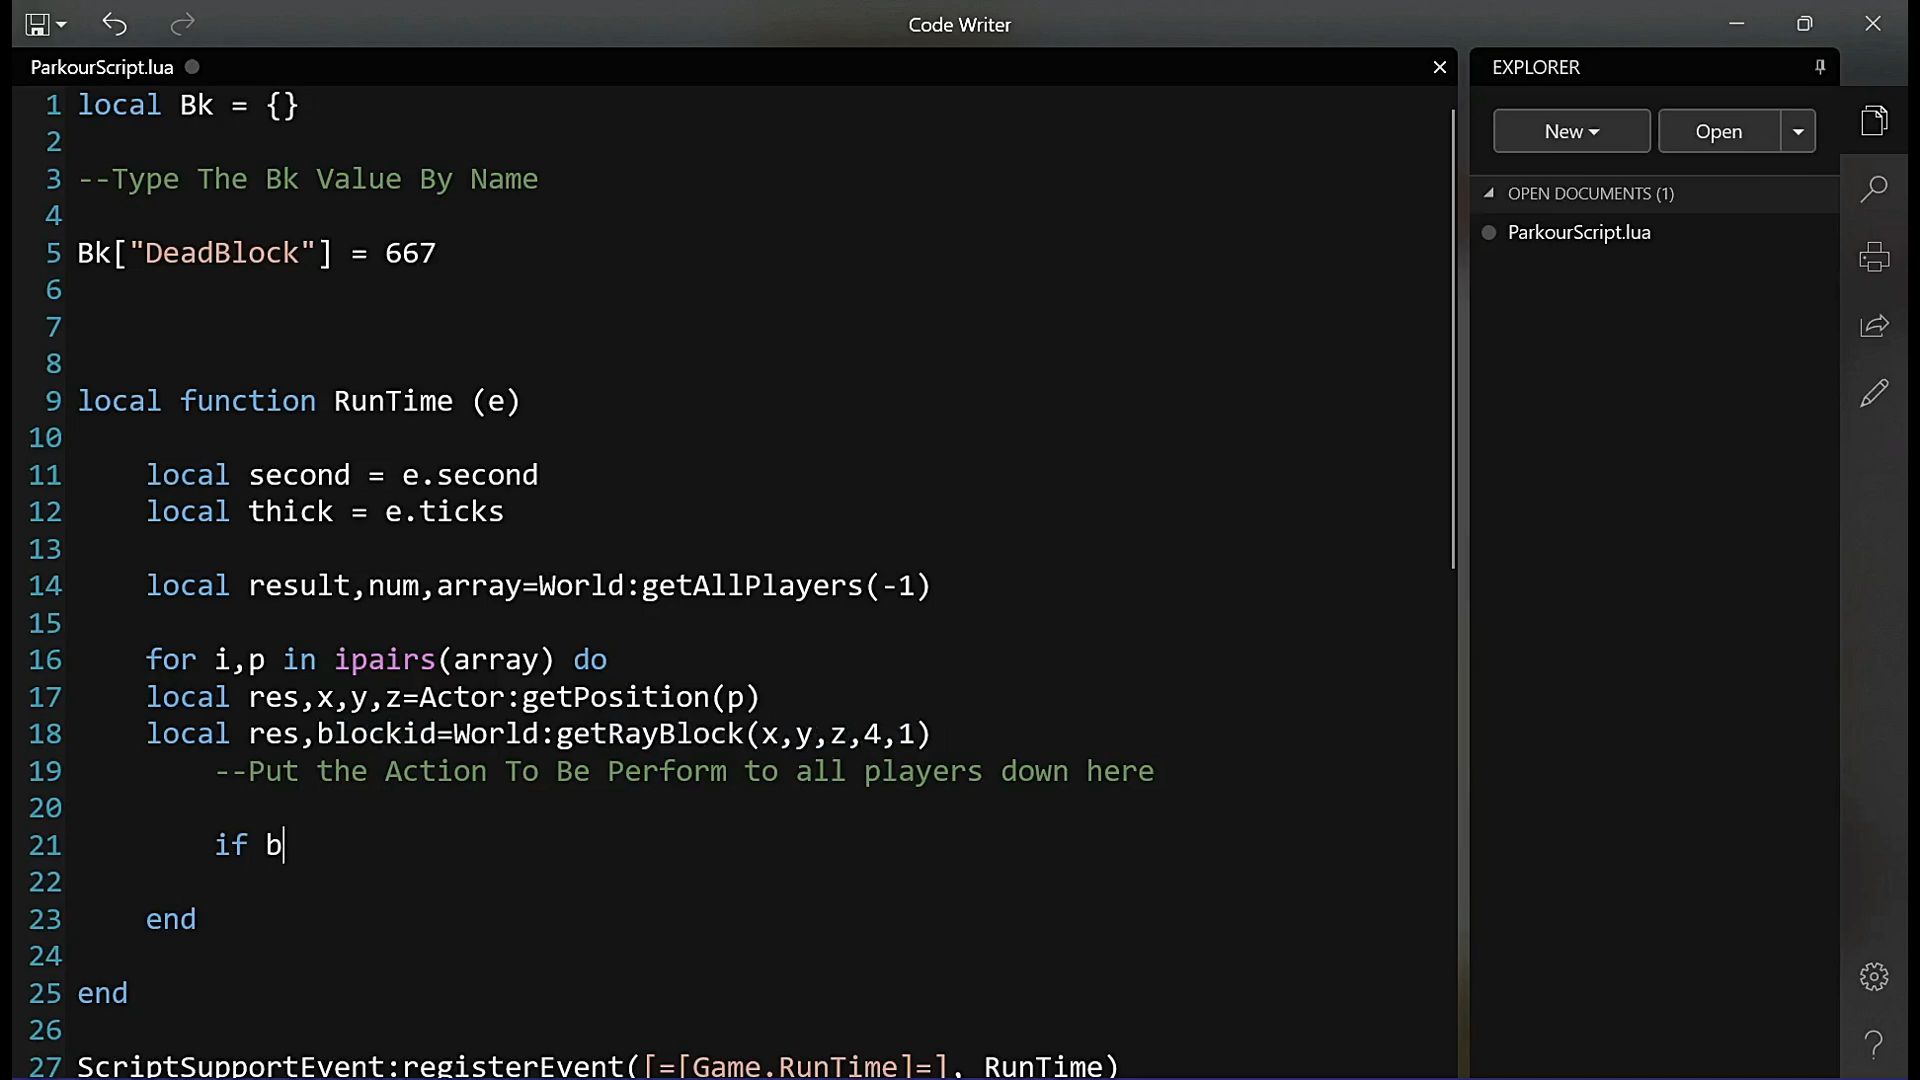 Code Writer
ParkourScript.lua
1 local Bk = {}
2
3 --Type The Bk Value By Name
4
5 Bk["DeadBlock"] = 667
6
7
8
9 local function RunTime (e)
10
11 local second = e.second
12 local thick = e.ticks
13
14 local result,num,array=World:getAllPlayers(-1)
15
16 for i,p in ipairs(array) do
17 local res,x,y,z=Actor:getPosition(p)
18 local res,blockid=World:getRayBlock(x,y,z,4,1)
19 --Put the Action To Be Perform to all players down here
20
21 if b
22
23 end
24
25 end
26
27 ScriptSupportEvent:registerEvent([=[Game.RunTime]=], RunTime)
EXPLORER
New
Open
OPEN DOCUMENTS (1)
ParkourScript.lua